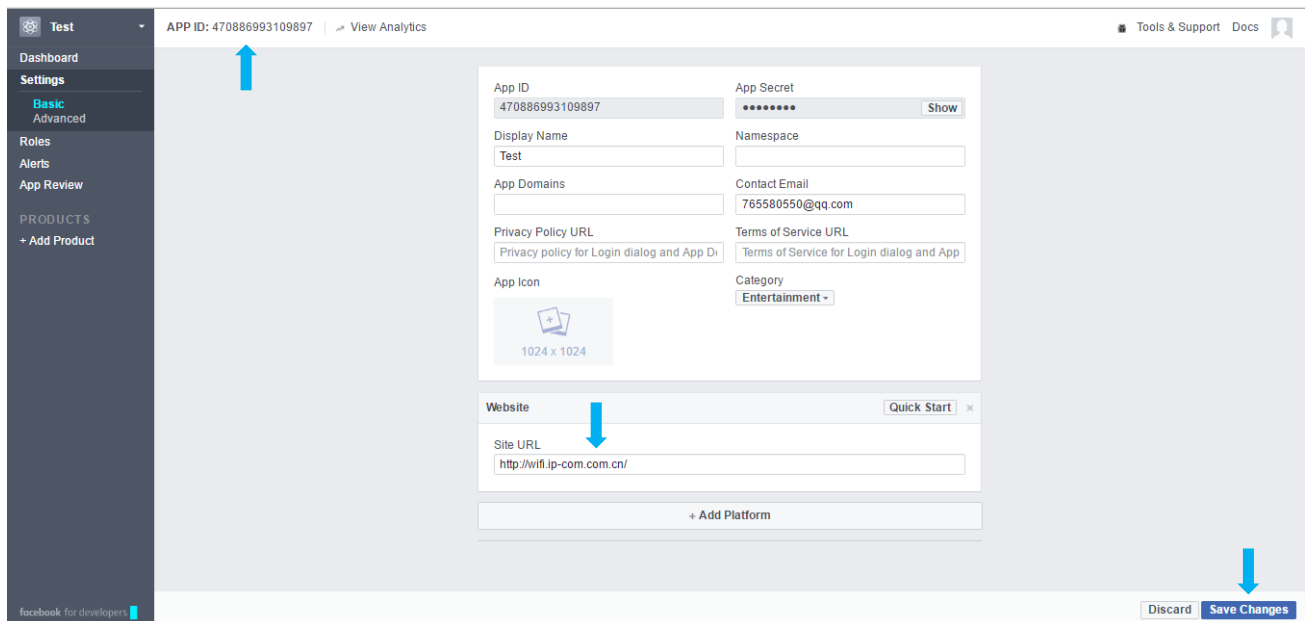 Test
APP ID: 470886993109897
View Analytics
Tools & Support
Docs
Dashboard
Settings
Basic
Advanced
Roles
Alerts
App Review
PRODUCTS
+ Add Product
App ID
App Secret
470886993109897
●●●●●●●●
Show
Display Name
Namespace
Test
App Domains
Contact Email
765580550@qq.com
Privacy Policy URL
Terms of Service URL
Privacy policy for Login dialog and App D
Terms of Service for Login dialog and App
App Icon
Category
Entertainment
1024 x 1024
Website
Quick Start
×
Site URL
http://wifi.ip-com.com.cn/
+ Add Platform
facebook for developers
Discard
Save Changes